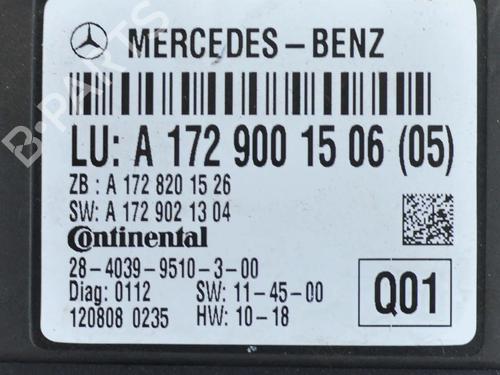 MERCEDES-BENZ
LU: A 172 900 15 06 (05)
ZB : A 172 820 15 26
SW: A 172 902 13 04
Continental
28-4039-9510-3-00
Diag: 0112 SW: 11-45-00
120808 0235 HW: 10-18
Q01
B-PARTS